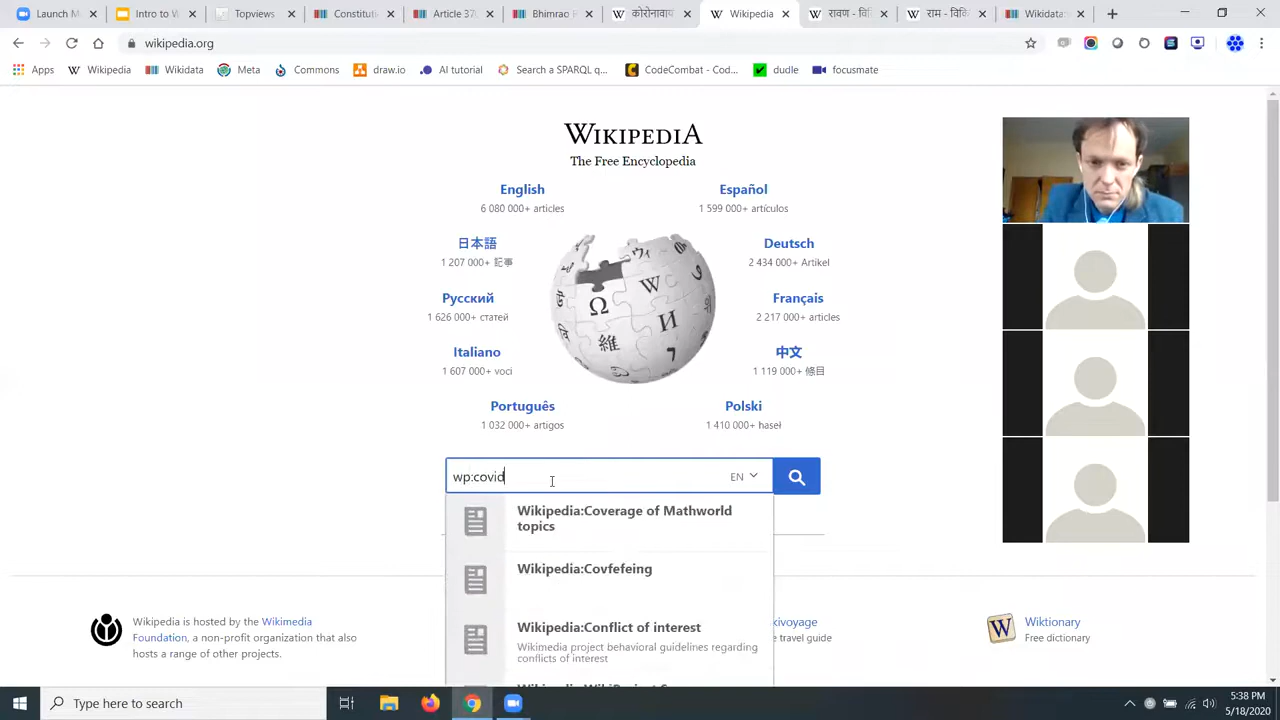 Launch M
Intro to W
Topviews
Constitute
Article 287
Bhimrao R
कोरोनावाय
Wikipedia
रावण - वि
राम - विकि
Wikidata:
wikipedia.org
Apps
Wikipedia
Wikidata
Meta
Commons
draw.io
AI tutorial
Search a SPARQL q...
CodeCombat - Cod...
dudle
focusmate
WIKIPEDIA
The Free Encyclopedia
English
6 080 000+ articles
Español
1 599 000+ artículos
日本語
1 207 000+ 記事
Deutsch
2 434 000+ Artikel
Русский
1 626 000+ статей
Français
2 217 000+ articles
Italiano
1 607 000+ voci
中文
1 119 000+ 條目
Português
1 032 000+ artigos
Polski
1 410 000+ haseł
wp:covid
EN
Wikipedia:Coverage of Mathworld
topics
Wikipedia:Covfefeing
Wikipedia:Conflict of interest
Wikimedia project behavioral guidelines regarding
conflicts of interest
Wikipedia is hosted by the Wikimedia
Foundation, a non-profit organization that also
hosts a range of other projects.
kivoyage
e travel guide
Wiktionary
Free dictionary
Type here to search
5:38 PM
5/18/2020